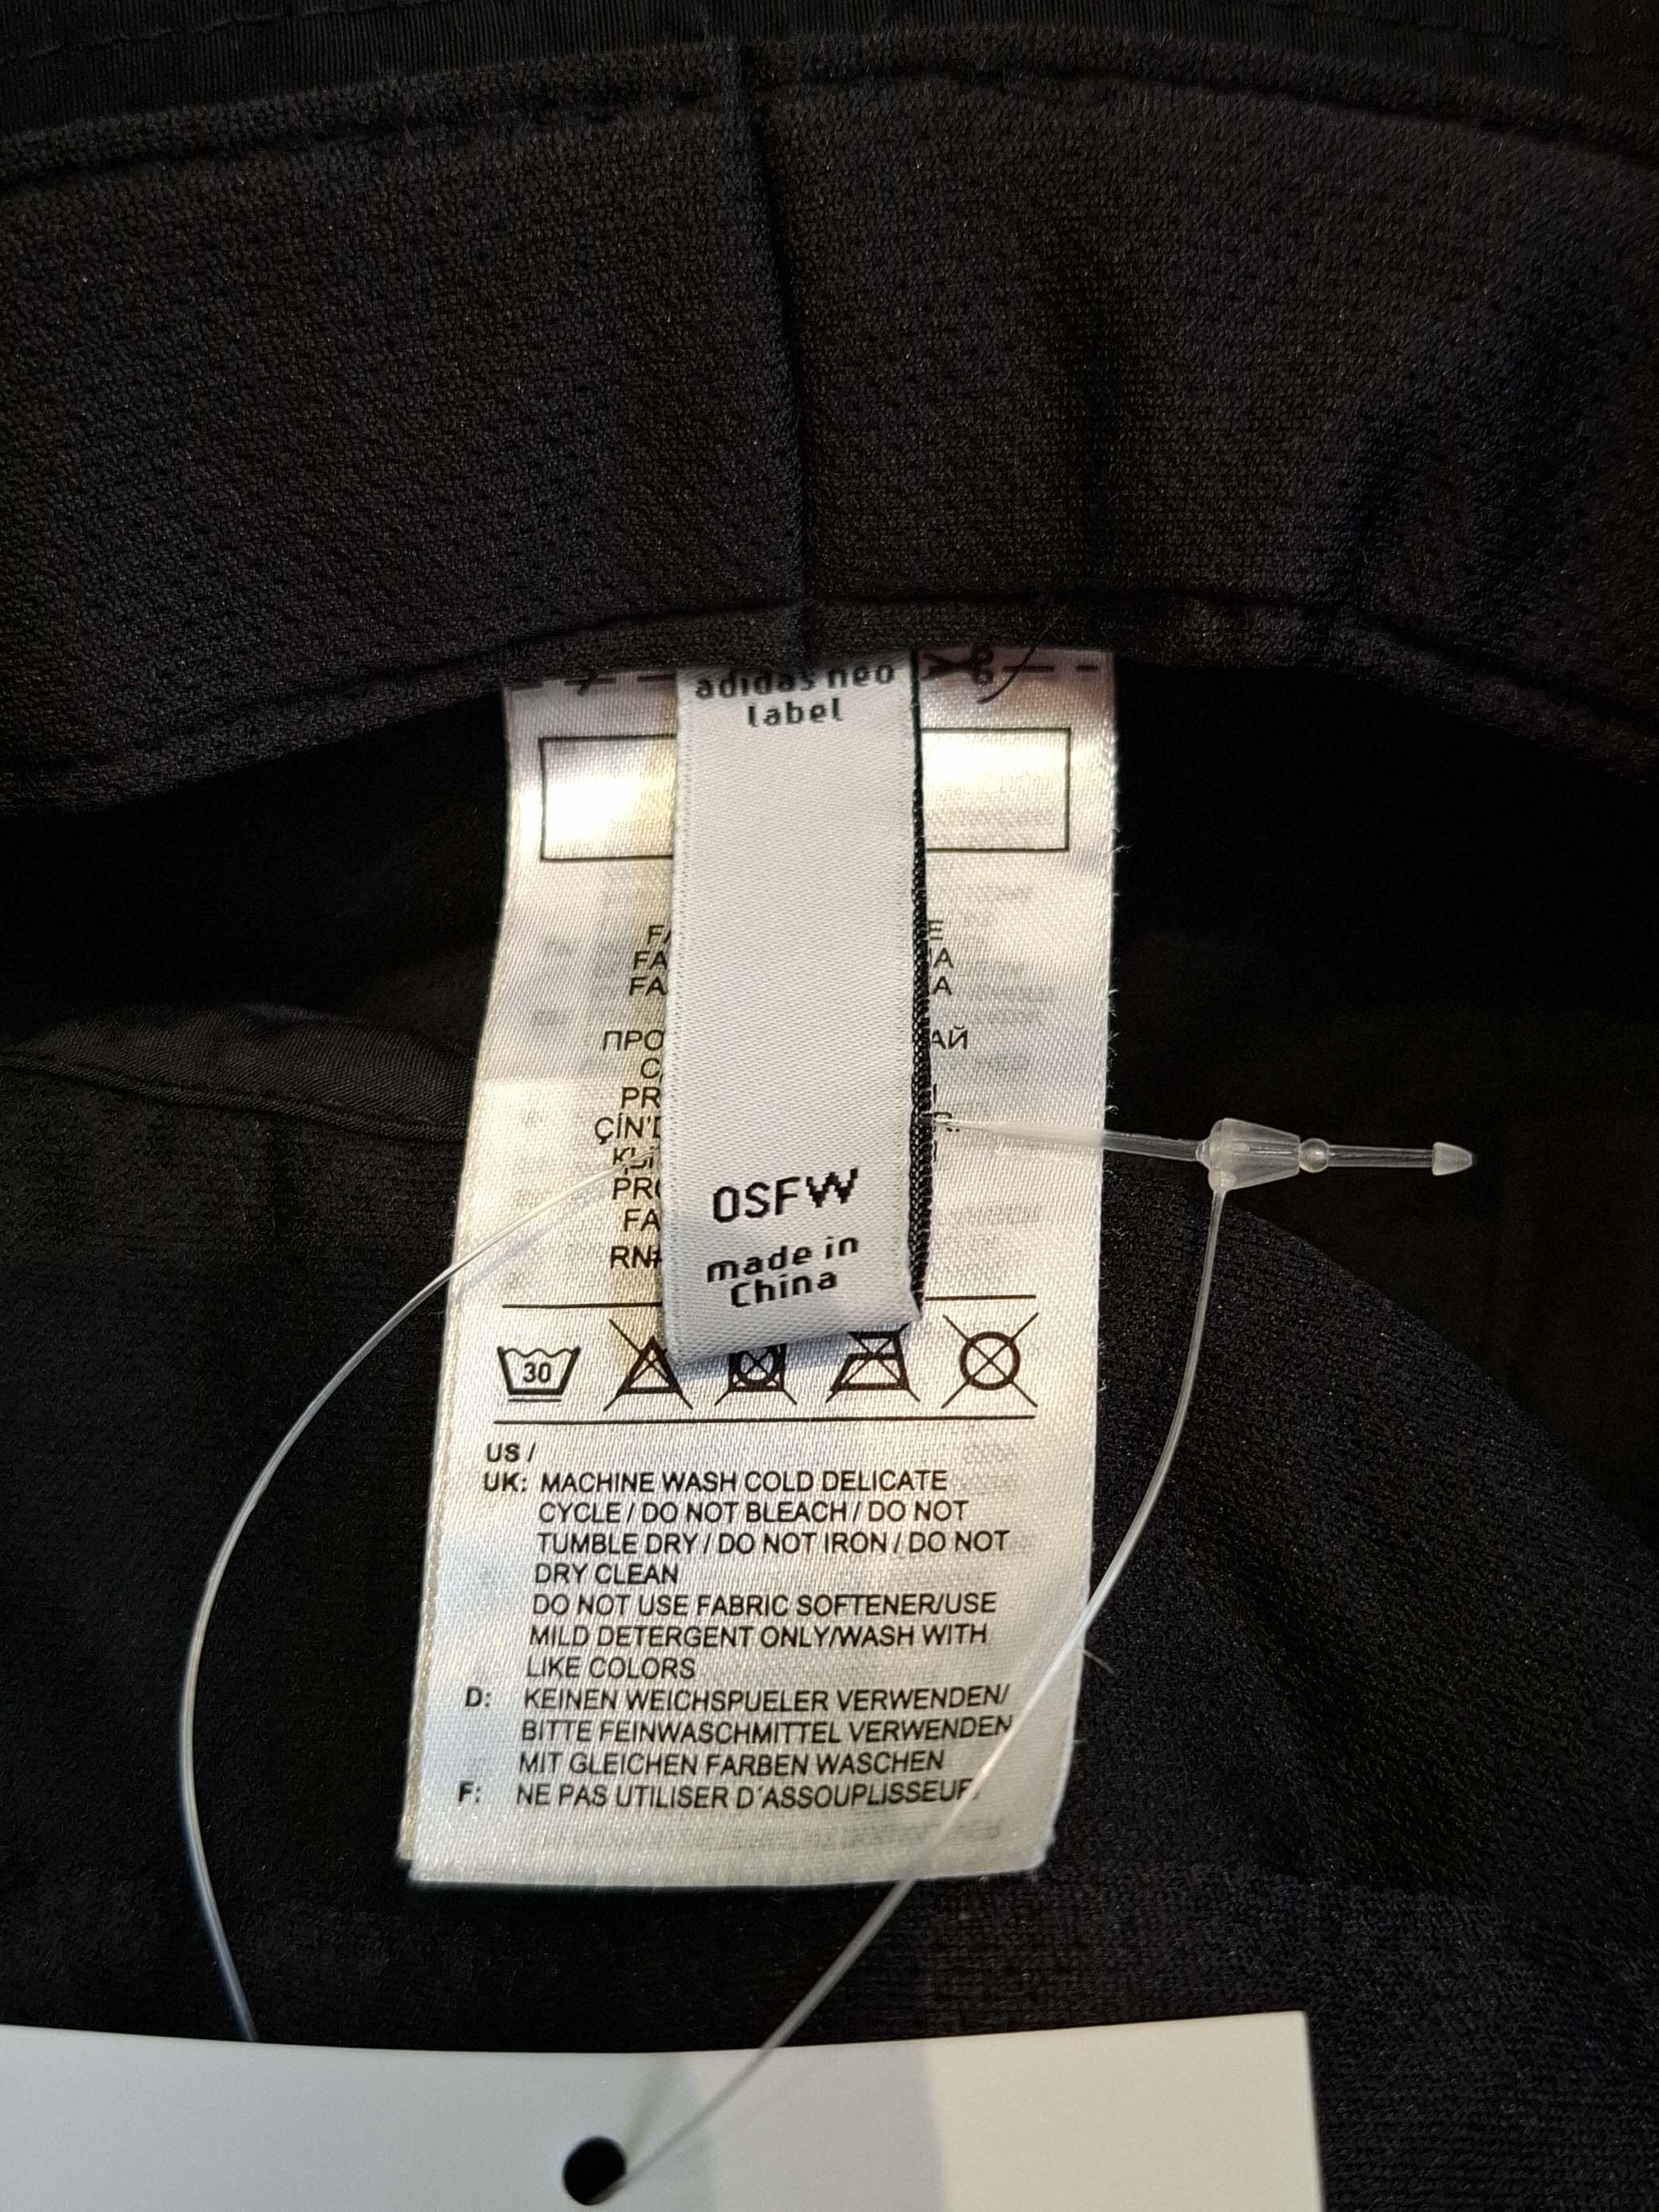 adidas neo
label
OSFW
made in
China
30
US /
UK: MACHINE WASH COLD DELICATE
CYCLE / DO NOT BLEACH / DO NOT
TUMBLE DRY / DO NOT IRON / DO NOT
DRY CLEAN
DO NOT USE FABRIC SOFTENER/USE
MILD DETERGENT ONLY/WASH WITH
LIKE COLORS
D: KEINEN WEICHSPUELER VERWENDEN/
BITTE FEINWASCHMITTEL VERWENDEN
MIT GLEICHEN FARBEN WASCHEN
F: NE PAS UTILISER D´ASSOUPLISSEUR